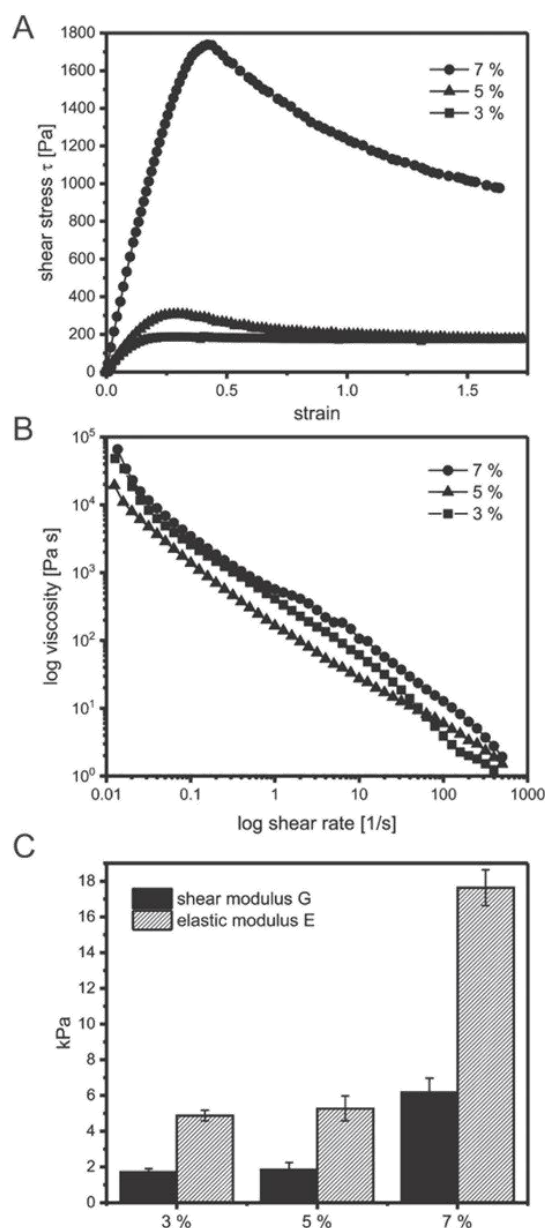 A
1800
1600
1400
1200
1000
800
600
400
200
0
shear stress τ [Pa]
7 %
5 %
3 %
0.0 0.5 1.0 1.5
strain
B
10^5
10^4
10^3
10^2
10^1
10^0
log viscosity [Pa s]
7 %
5 %
3 %
0.01 0.1 1 10 100 1000
log shear rate [1/s]
C
18
16
14
12
10
8
6
4
2
0
kPa
shear modulus G
elastic modulus E
3 % 5 % 7 %